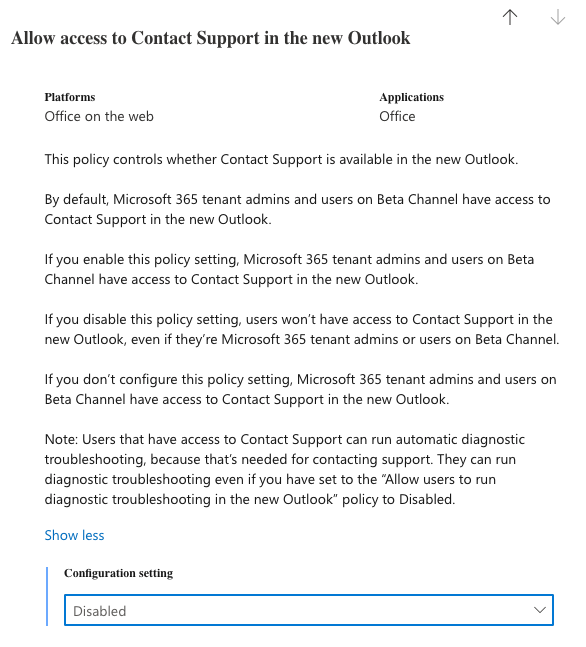 Allow access to Contact Support in the new Outlook
Platforms
Applications
Office on the web
Office
This policy controls whether Contact Support is available in the new Outlook.
By default, Microsoft 365 tenant admins and users on Beta Channel have access to
Contact Support in the new Outlook.
If you enable this policy setting, Microsoft 365 tenant admins and users on Beta
Channel have access to Contact Support in the new Outlook.
If you disable this policy setting, users won’t have access to Contact Support in the
new Outlook, even if they’re Microsoft 365 tenant admins or users on Beta Channel.
If you don’t configure this policy setting, Microsoft 365 tenant admins and users on
Beta Channel have access to Contact Support in the new Outlook.
Note: Users that have access to Contact Support can run automatic diagnostic
troubleshooting, because that’s needed for contacting support. They can run
diagnostic troubleshooting even if you have set to the “Allow users to run
diagnostic troubleshooting in the new Outlook” policy to Disabled.
Show less
Configuration setting
Disabled